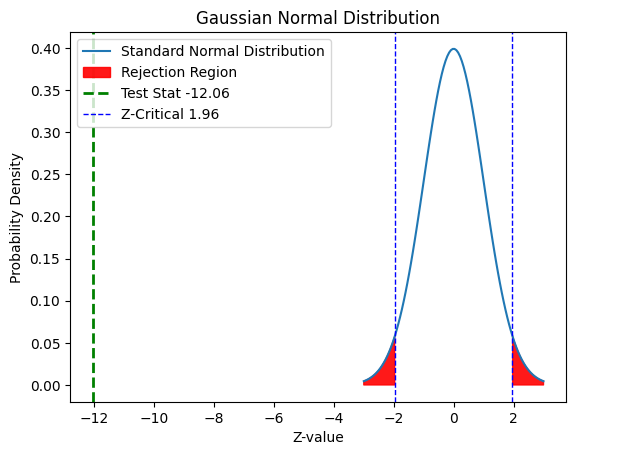 Gaussian Normal Distribution
Standard Normal Distribution
Rejection Region
Test Stat -12.06
Z-Critical 1.96
Probability Density
0.40
0.35
0.30
0.25
0.20
0.15
0.10
0.05
0.00
−12 −10 −8 −6 −4 −2 0 2
Z-value